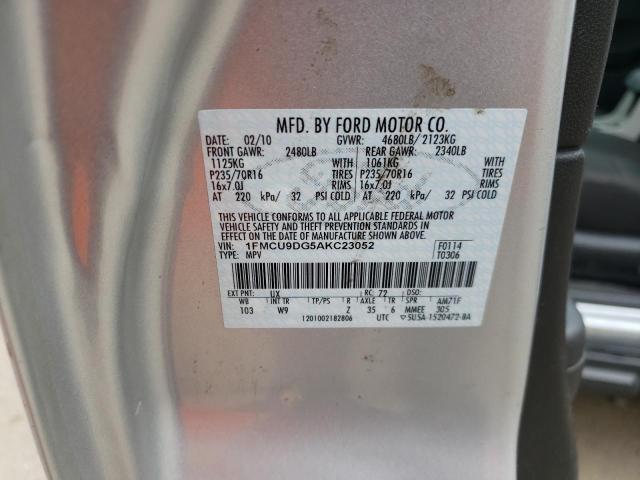 MFD. BY FORD MOTOR CO.
DATE: 02/10 GVWR: 4680LB/ 2123KG
FRONT GAWR: 2480LB REAR GAWR: 2340LB
1125KG WITH 1061KG WITH
P235/70R16 TIRES P235/70R16 TIRES
16x7.0J RIMS 16x7.0J RIMS
AT 220 kPa/ 32 PSI COLD AT 220 kPa/ 32 PSI COLD
THIS VEHICLE CONFORMS TO ALL APPLICABLE FEDERAL MOTOR
VEHICLE SAFETY AND THEFT PREVENTION STANDARDS IN
EFFECT ON THE DATE OF MANUFACTURE SHOWN ABOVE.
VIN: 1FMCU9DG5AKC23052 F0114
TYPE: MPV T0306
EXT PNT: UX RC: 72 DSO:
WB INT TR TP/PS R AXLE TR SPR AM71F
103 W9 Z 35 6 MMEE 305
1201002182806 UTC ▽SU5A-1520472-BA